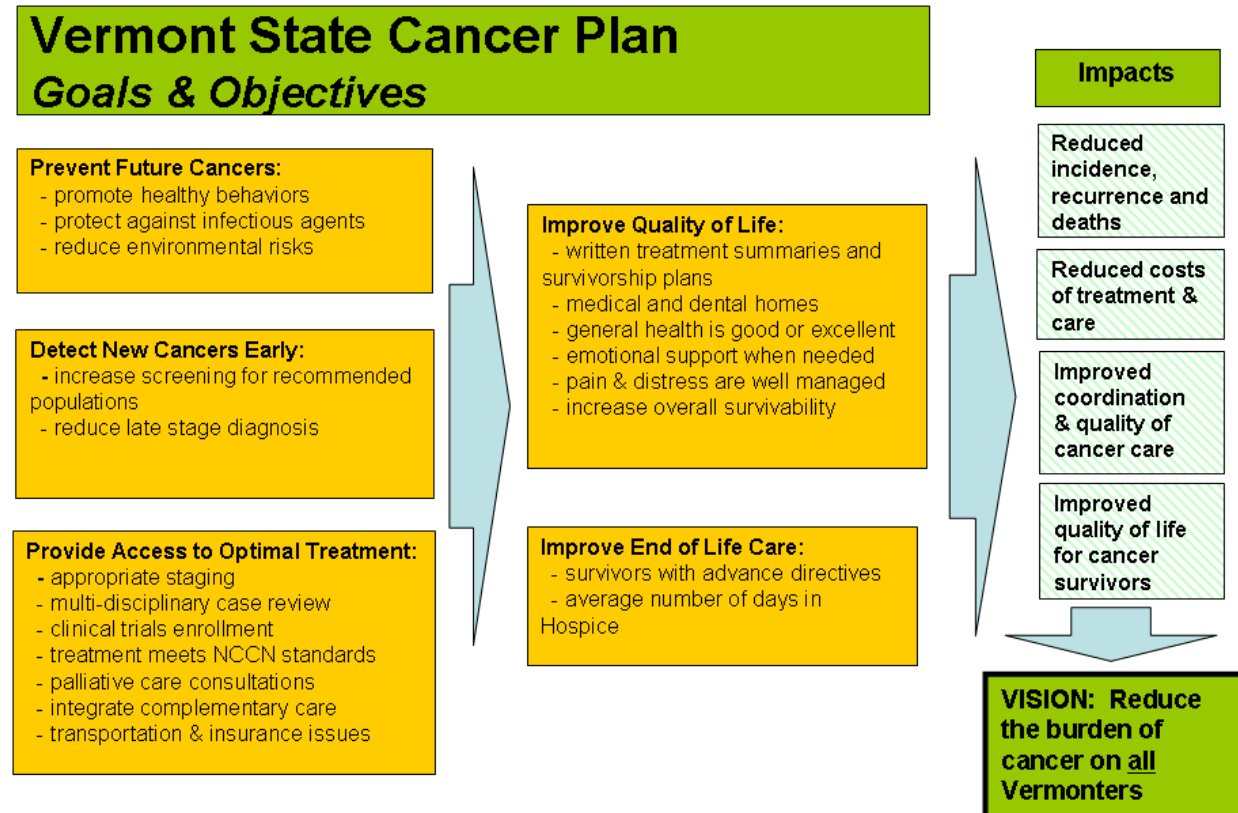 Vermont State Cancer Plan
Goals & Objectives
Prevent Future Cancers:
- promote healthy behaviors
- protect against infectious agents
- reduce environmental risks
Detect New Cancers Early:
- increase screening for recommended
populations
- reduce late stage diagnosis
Provide Access to Optimal Treatment:
- appropriate staging
- multi-disciplinary case review
- clinical trials enrollment
- treatment meets NCCN standards
- palliative care consultations
- integrate complementary care
- transportation & insurance issues
Improve Quality of Life:
- written treatment summaries and
survivorship plans
- medical and dental homes
- general health is good or excellent
- emotional support when needed
- pain & distress are well managed
- increase overall survivability
Improve End of Life Care:
- survivors with advance directives
- average number of days in
Hospice
Impacts
Reduced
incidence,
recurrence and
deaths
Reduced costs
of treatment &
care
Improved
coordination
& quality of
cancer care
Improved
quality of life
for cancer
survivors
VISION: Reduce
the burden of
cancer on all
Vermonters